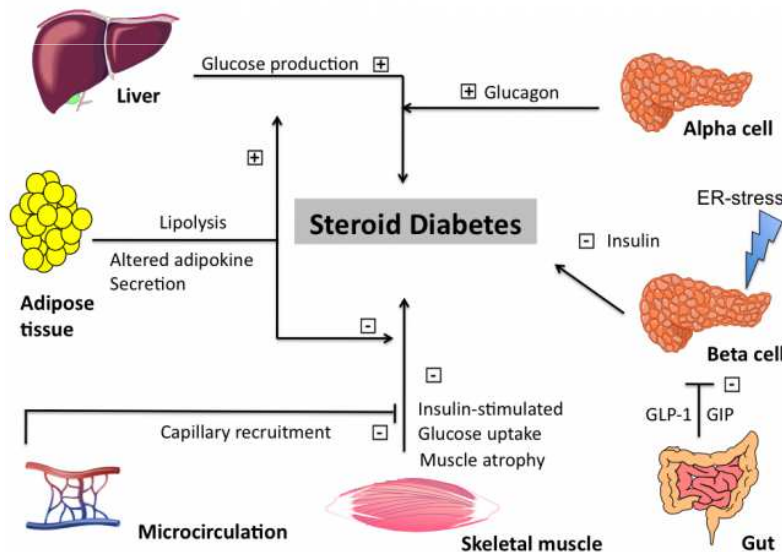 Glucose production +
Liver
+ Glucagon
Alpha cell
+
Lipolysis
Altered adipokine
Secretion
Adipose
tissue
Steroid Diabetes
ER-stress
- Insulin
Beta cell
-
-
Insulin-stimulated
Glucose uptake
Muscle atrophy
Capillary recruitment -
Microcirculation
Skeletal muscle
-
GLP-1 GIP
Gut